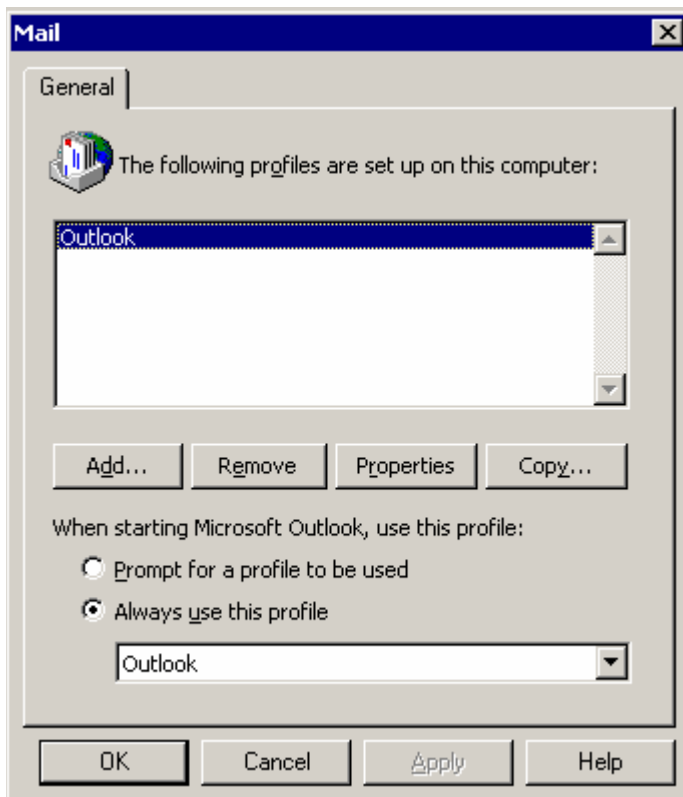 Mail
General
The following profiles are set up on this computer:
Outlook
Add...
Remove
Properties
Copy...
When starting Microsoft Outlook, use this profile:
Prompt for a profile to be used
Always use this profile
Outlook
OK
Cancel
Apply
Help